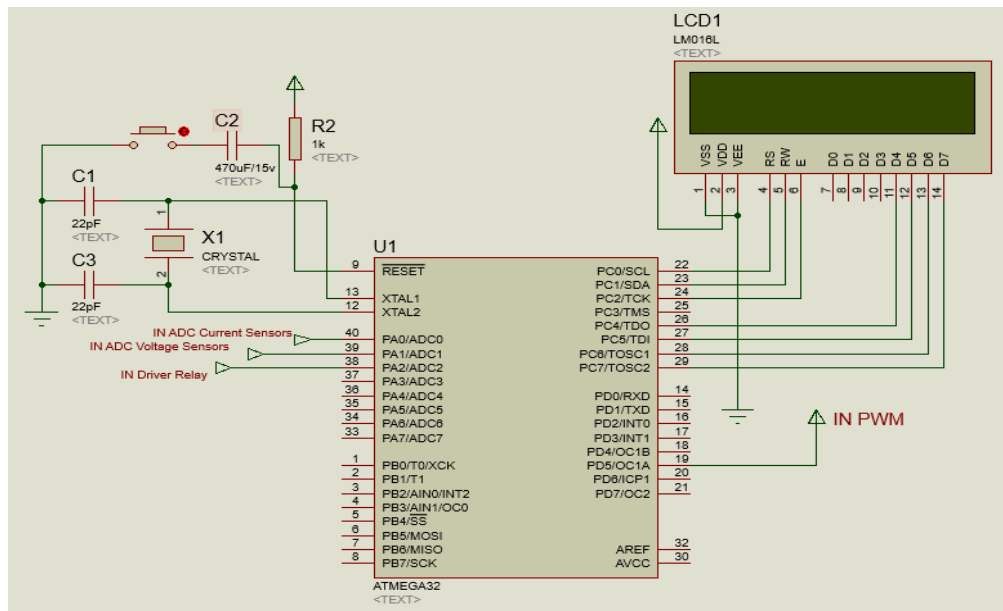 LCD1
LM016L
<TEXT>
C2
470uF/15v
<TEXT>
R2
1k
<TEXT>
C1
22pF
<TEXT>
1
X1
CRYSTAL
<TEXT>
2
C3
22pF
<TEXT>
VSS VDD VEE RS RW E D0 D1 D2 D3 D4 D5 D6 D7
1 2 3 4 5 6 7 8 9 10 11 12 13 14
U1
9 RESET
13 XTAL1
12 XTAL2
IN ADC Current Sensors
IN ADC Voltage Sensors
IN Driver Relay
40 PA0/ADC0
39 PA1/ADC1
38 PA2/ADC2
37 PA3/ADC3
36 PA4/ADC4
35 PA5/ADC5
34 PA6/ADC6
33 PA7/ADC7
1 PB0/T0/XCK
2 PB1/T1
3 PB2/AIN0/INT2
4 PB3/AIN1/OC0
5 PB4/SS
6 PB5/MOSI
7 PB6/MISO
8 PB7/SCK
PC0/SCL 22
PC1/SDA 23
PC2/TCK 24
PC3/TMS 25
PC4/TDO 26
PC5/TDI 27
PC6/TOSC1 28
PC7/TOSC2 29
PD0/RXD 14
PD1/TXD 15
PD2/INT0 16
PD3/INT1 17
PD4/OC1B 18
PD5/OC1A 19
PD6/ICP1 20
PD7/OC2 21
AREF 32
AVCC 30
IN PWM
ATMEGA32
<TEXT>